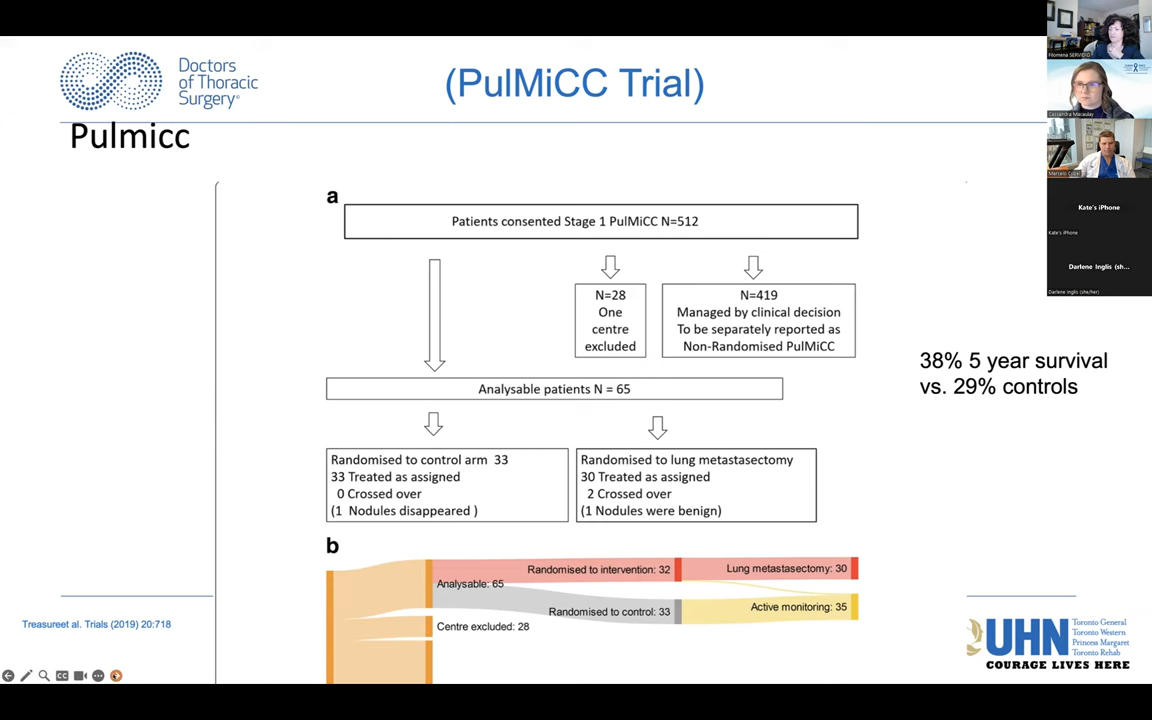 Doctors
of Thoracic
Surgery®
(PulMiCC Trial)
Pulmicc
a
Patients consented Stage 1 PulMiCC N=512
N=28
One
centre
excluded
N=419
Managed by clinical decision
To be separately reported as
Non-Randomised PulMiCC
38% 5 year survival
vs. 29% controls
Analysable patients N = 65
Randomised to control arm 33
33 Treated as assigned
0 Crossed over
(1 Nodules disappeared )
Randomised to lung metastasectomy
30 Treated as assigned
2 Crossed over
(1 Nodules were benign)
b
Analysable: 65
Randomised to intervention: 32
Lung metastasectomy: 30
Randomised to control: 33
Active monitoring: 35
Centre excluded: 28
Treasureet al. Trials (2019) 20:718
UHN
Toronto General
Toronto Western
Princess Margaret
Toronto Rehab
COURAGE LIVES HERE
Filomena SERVIDIO
Cassandra Macaulay
Marcelo Cypel
Kate's iPhone
Kate's iPhone
Darlene Inglis (sh...
Darlene Inglis (she/her)
CC